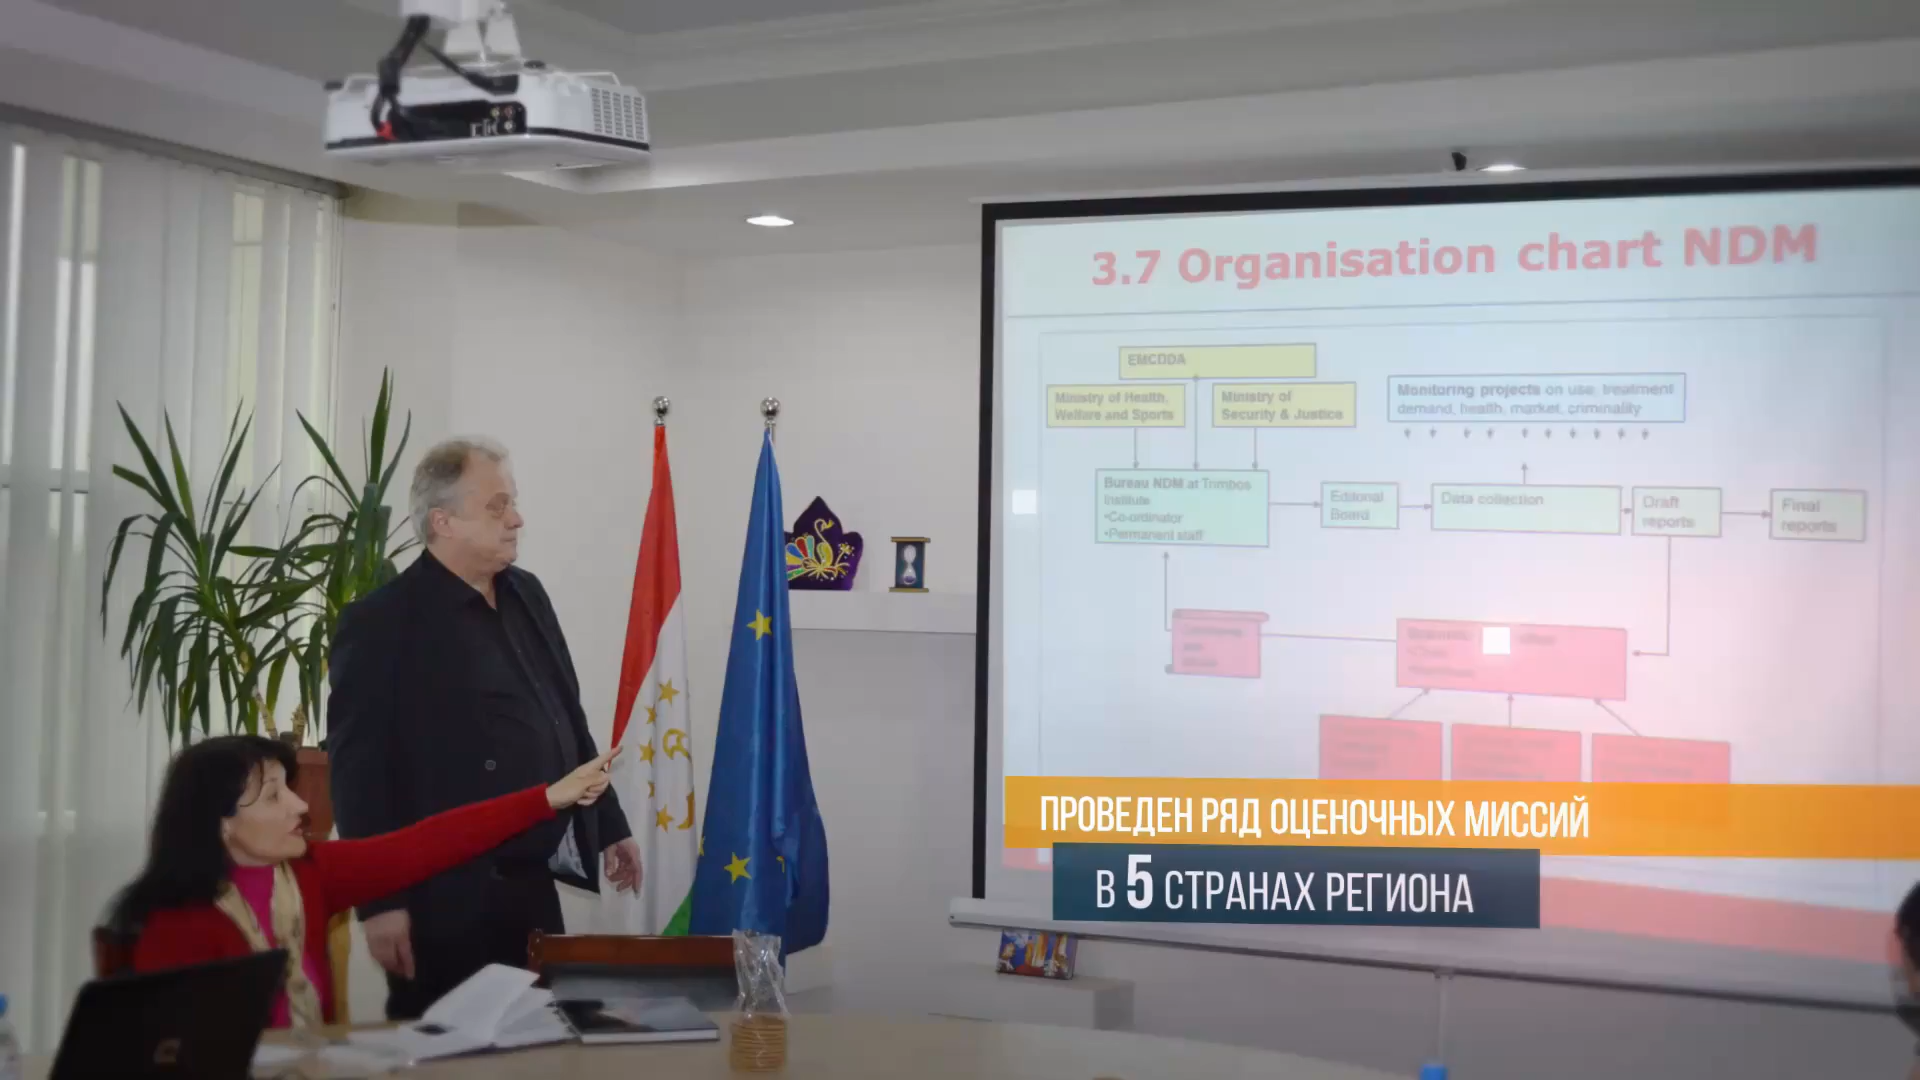 3.7 Organisation chart NDM
EMCDDA
Ministry of Health,
Welfare and Sports
Ministry of
Security & Justice
Monitoring projects on use, treatment
demand, health, market, criminality
Bureau NDM at Trimbos
Institute
•Co-ordinator
•Permanent staff
Editorial
Board
Data collection
Draft
reports
Final
reports
ПРОВЕДЕН РЯД ОЦЕНОЧНЫХ МИССИЙ
В 5 СТРАНАХ РЕГИОНА